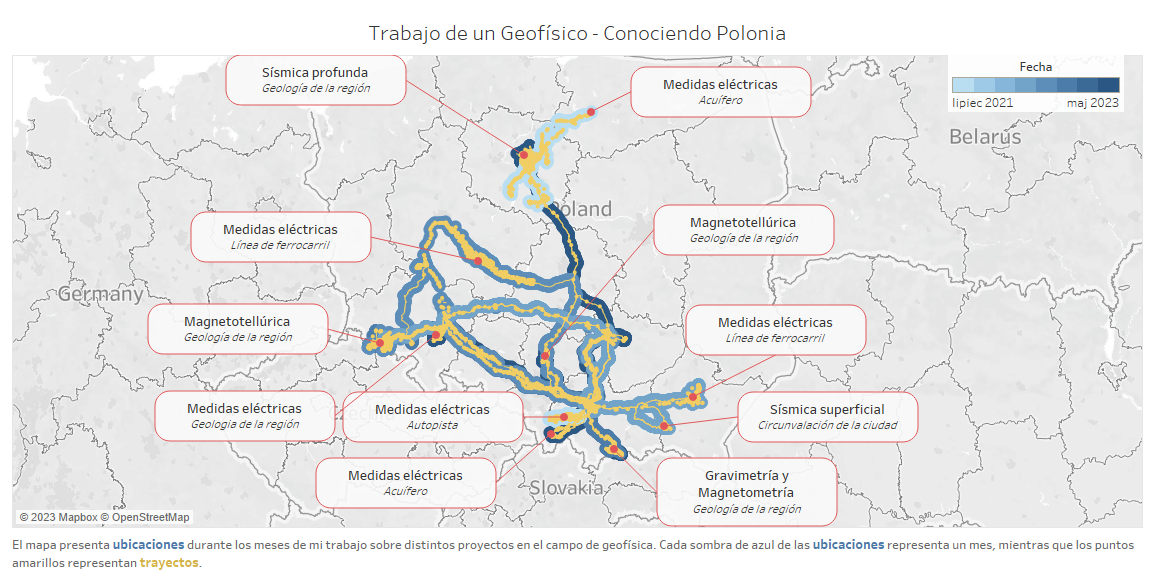 Trabajo de un Geofísico - Conociendo Polonia
Sísmica profunda
Geología de la región
Medidas eléctricas
Acuífero
Fecha
lipiec 2021
maj 2023
Belarus
Poland
Medidas eléctricas
Línea de ferrocarril
Magnetotellúrica
Geología de la región
Germany
Magnetotellúrica
Geología de la región
Medidas eléctricas
Línea de ferrocarril
Medidas eléctricas
Geología de la región
Medidas eléctricas
Autopista
Sísmica superficial
Circunvalación de la ciudad
Medidas eléctricas
Acuífero
Slovakia
Gravimetría y
Magnetometría
Geología de la región
© 2023 Mapbox © OpenStreetMap
El mapa presenta ubicaciones durante los meses de mi trabajo sobre distintos proyectos en el campo de geofísica. Cada sombra de azul de las ubicaciones representa un mes, mientras que los puntos
amarillos representan trayectos.